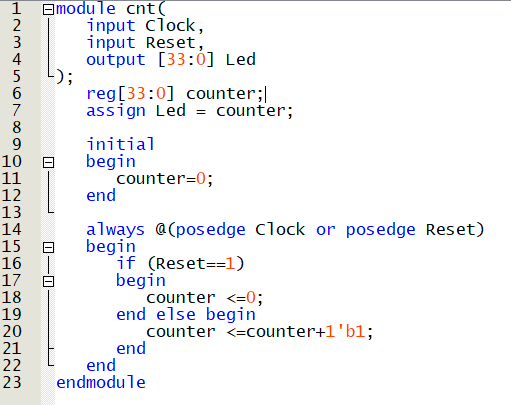 1 module cnt(
2 input Clock,
3 input Reset,
4 output [33:0] Led
5 );
6 reg[33:0] counter;
7 assign Led = counter;
8
9 initial
10 begin
11 counter=0;
12 end
13
14 always @(posedge Clock or posedge Reset)
15 begin
16 if (Reset==1)
17 begin
18 counter <=0;
19 end else begin
20 counter <=counter+1'b1;
21 end
22 end
23 endmodule